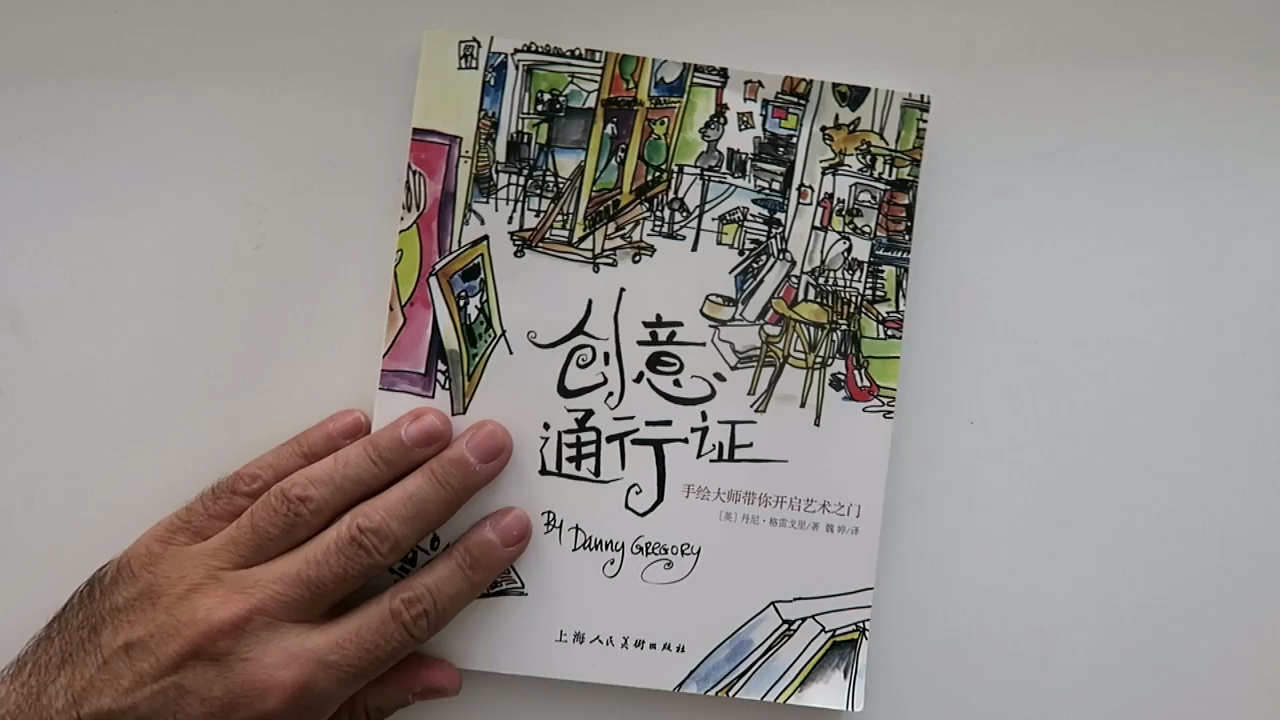 创意
通行证
手绘大师带你开启艺术之门
[英] 丹尼·格雷戈里/著 魏 婷/译
By Danny GREGORY
上海人民美術出版社